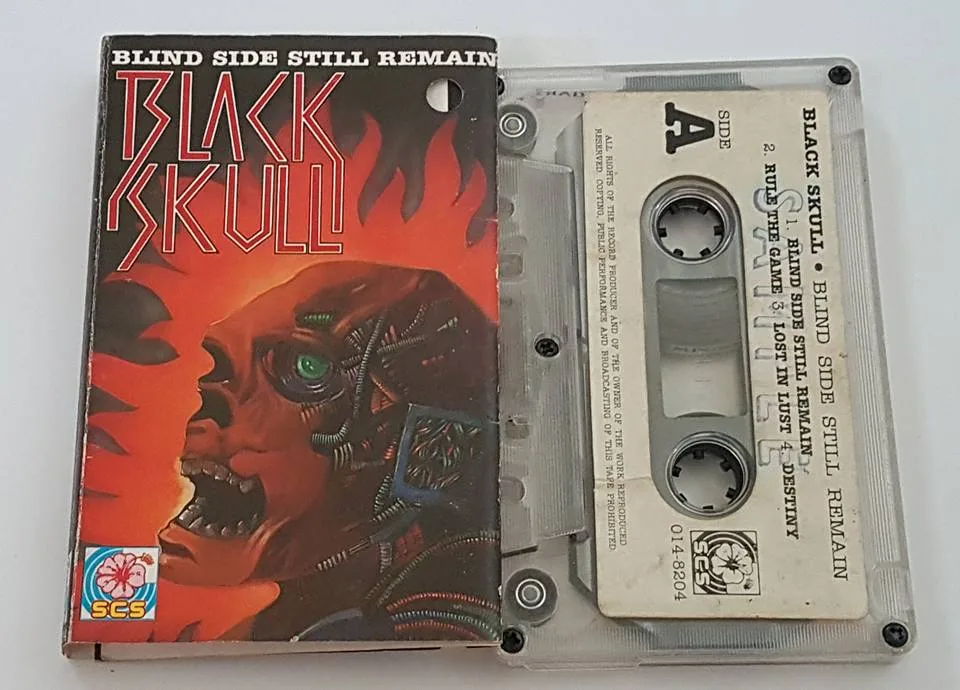 BLIND SIDE STILL REMAIN
BLACK
SKULL
SCS
BLACK SKULL • BLIND SIDE STILL REMAIN
1. BLIND SIDE STILL REMAIN
2. RULE THE GAME 3. LOST IN LUST 4. DESTINY
SAMPLE
SIDE
A
ALL RIGHTS OF THE RECORD PRODUCER AND OF THE OWNER OF THE WORK REPRODUCED
RESERVED. COPYING, PUBLIC PERFORMANCE AND BROADCASTING OF THIS TAPE PROHIBITED.
SCS
014-8204